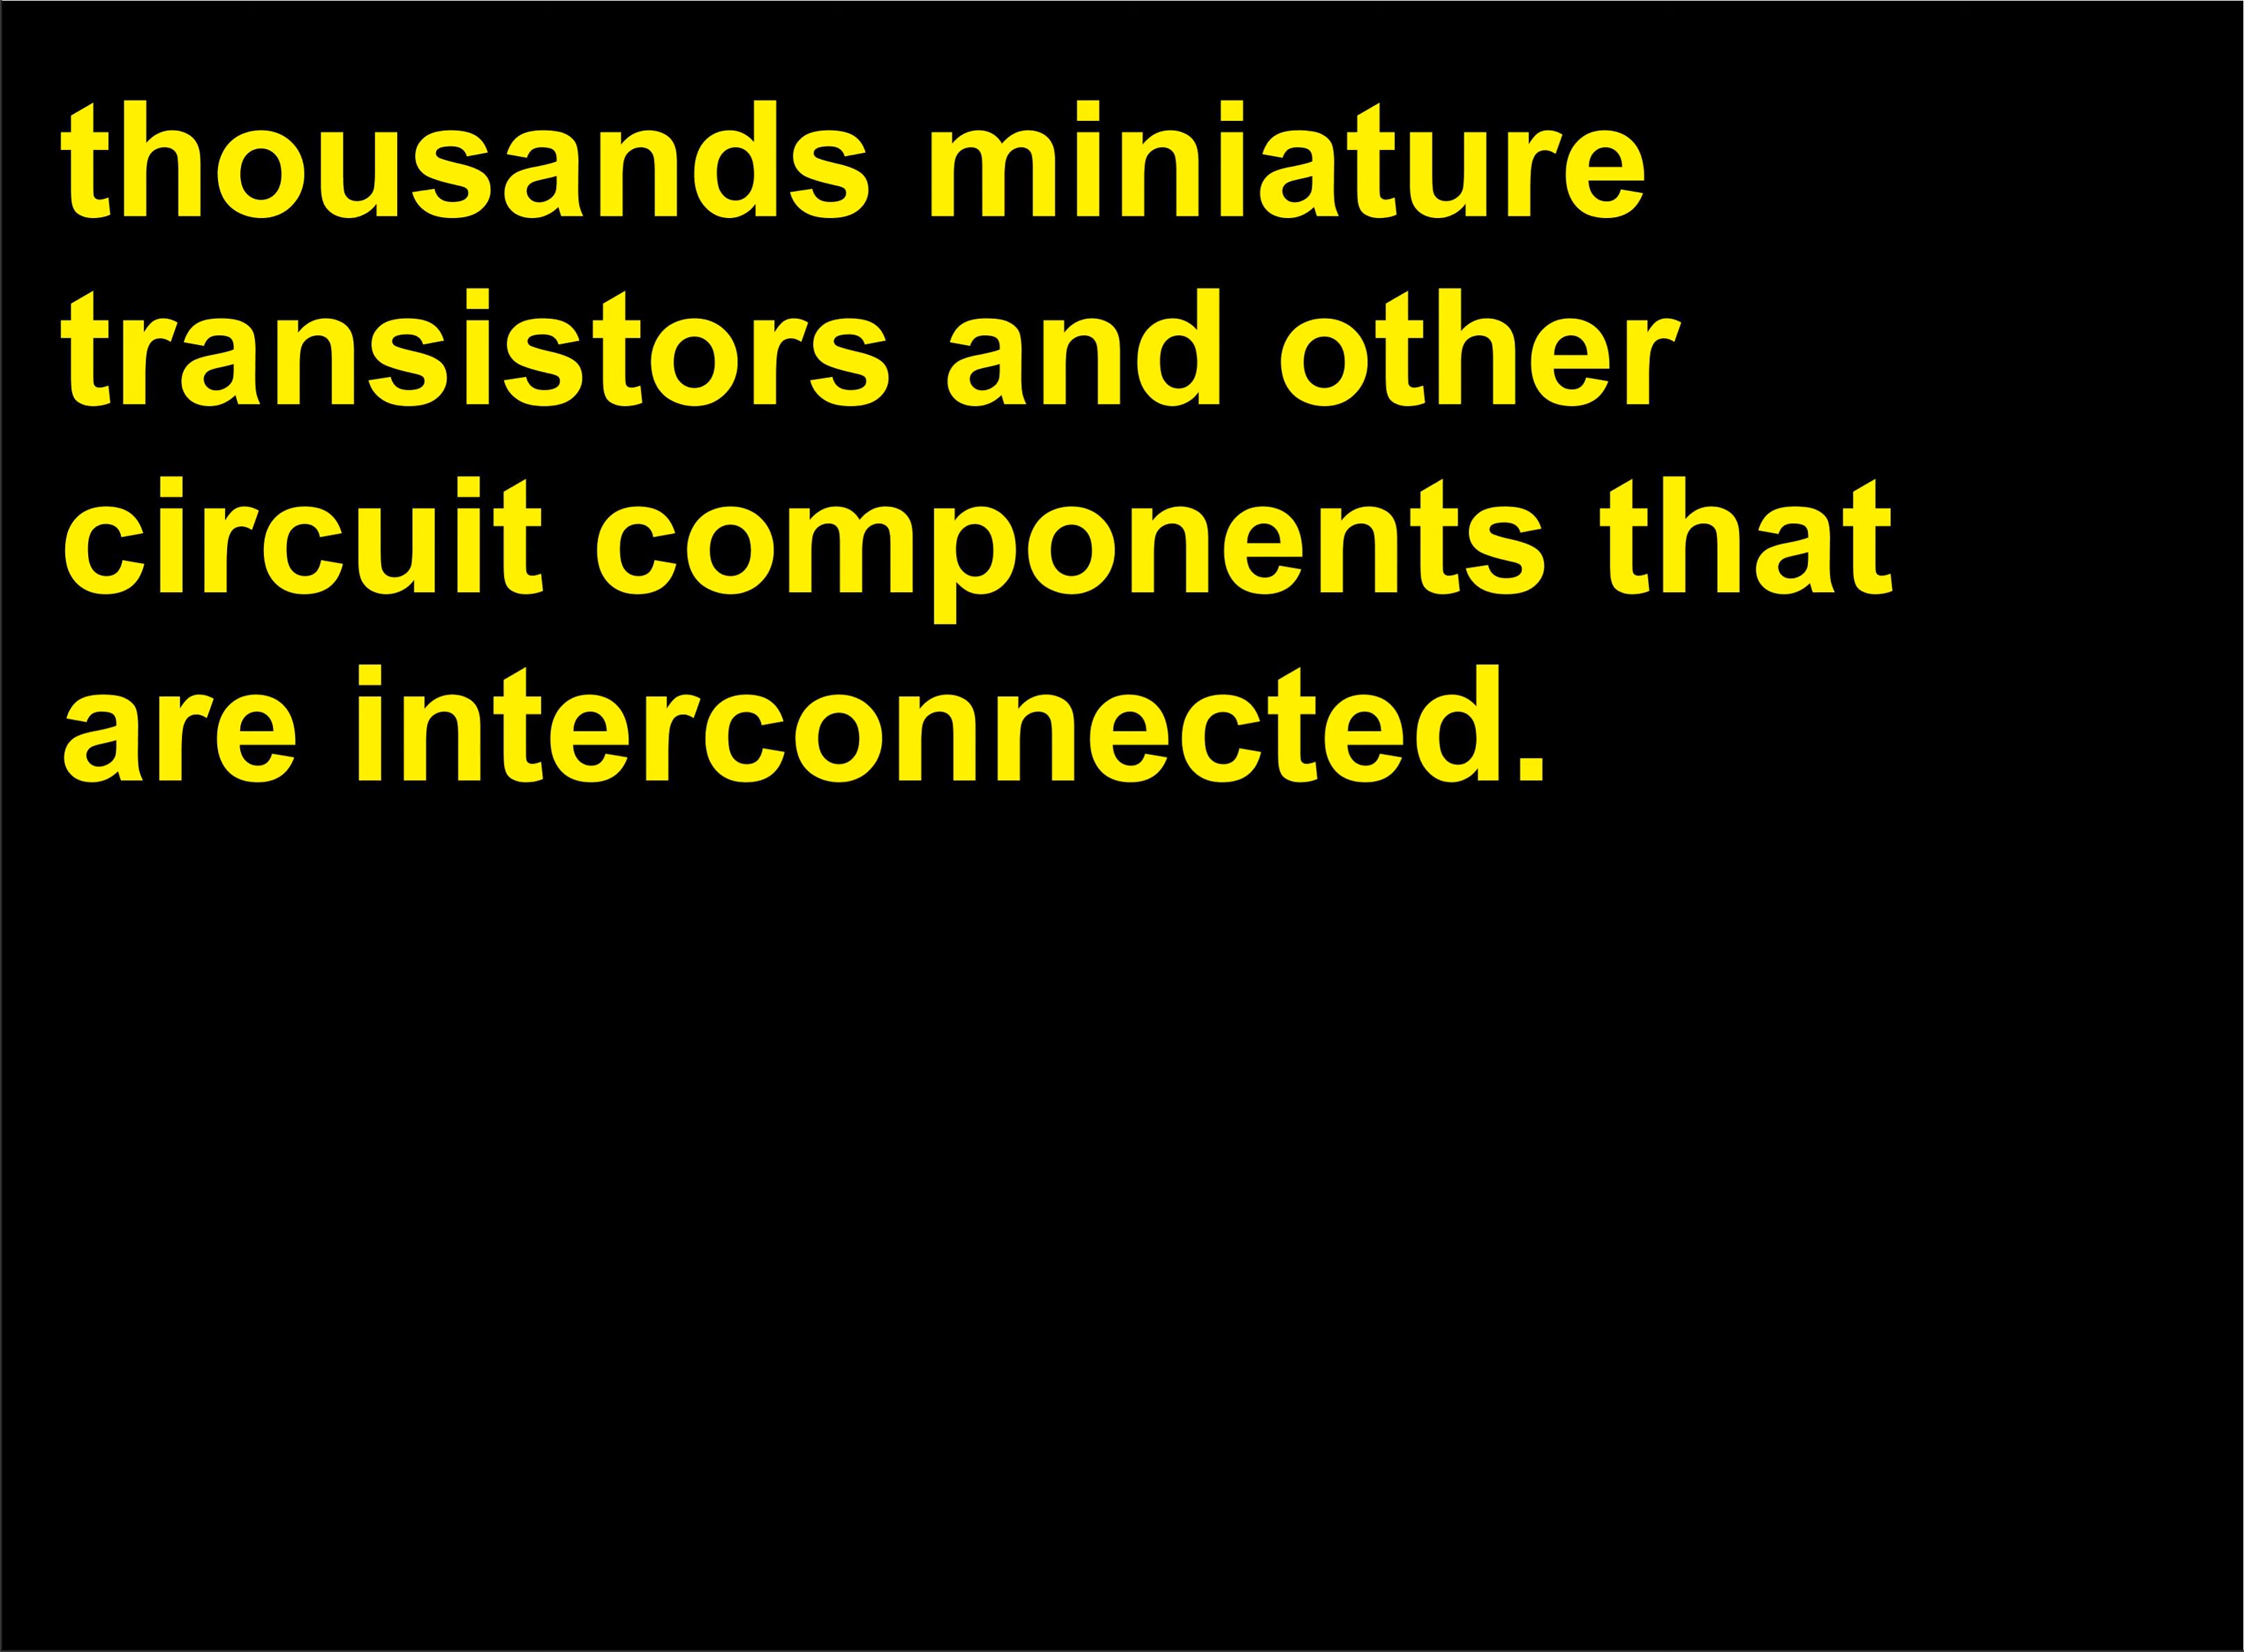 thousands miniature
transistors and other
circuit components that
are interconnected.